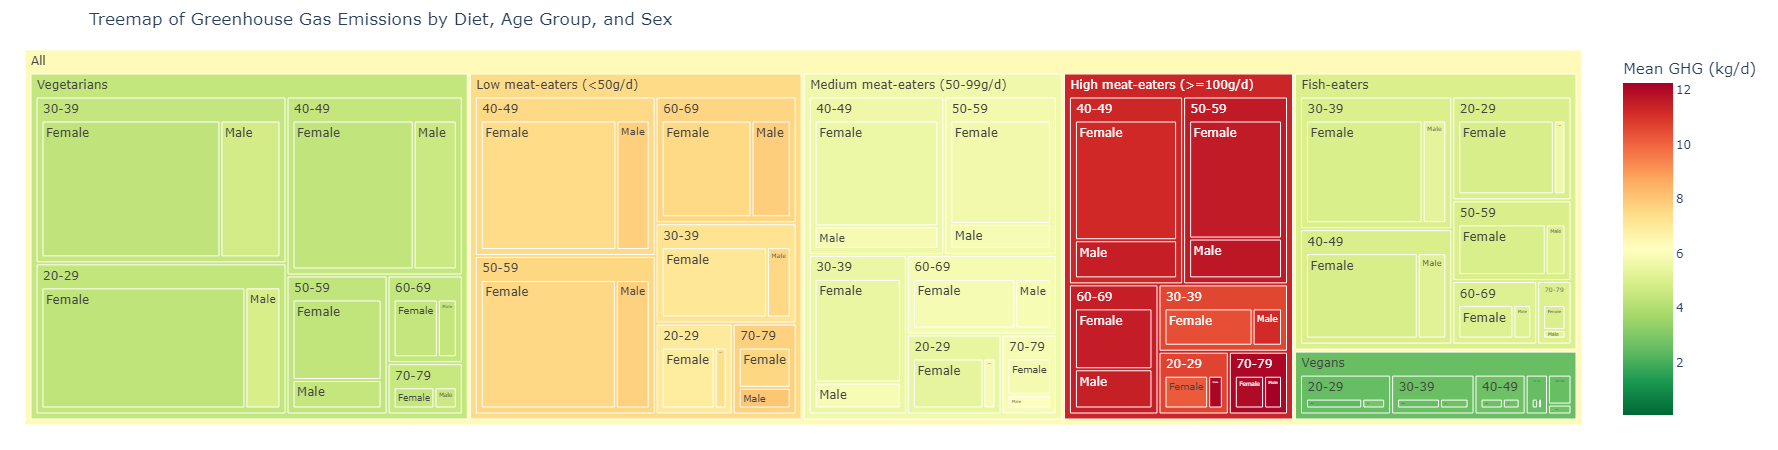 Treemap of Greenhouse Gas Emissions by Diet, Age Group, and Sex
All
Vegetarians
30-39
Female
Male
40-49
Female
Male
20-29
Female
Male
50-59
Female
Male
60-69
Female
Male
70-79
Female
Male
Low meat-eaters (<50g/d)
40-49
Female
Male
60-69
Female
Male
50-59
Female
Male
30-39
Female
Male
20-29
Female
70-79
Female
Male
Medium meat-eaters (50-99g/d)
40-49
Female
Male
50-59
Female
Male
30-39
Female
Male
60-69
Female
Male
20-29
Female
70-79
Female
Male
High meat-eaters (>=100g/d)
40-49
Female
Male
50-59
Female
Male
60-69
Female
Male
30-39
Female
Male
20-29
Female
70-79
Female
Male
Fish-eaters
30-39
Female
Male
20-29
Female
40-49
Female
Male
50-59
Female
Male
60-69
Female
Male
70-79
Female
Male
Vegans
20-29
30-39
40-49
Mean GHG (kg/d)
12
10
8
6
4
2